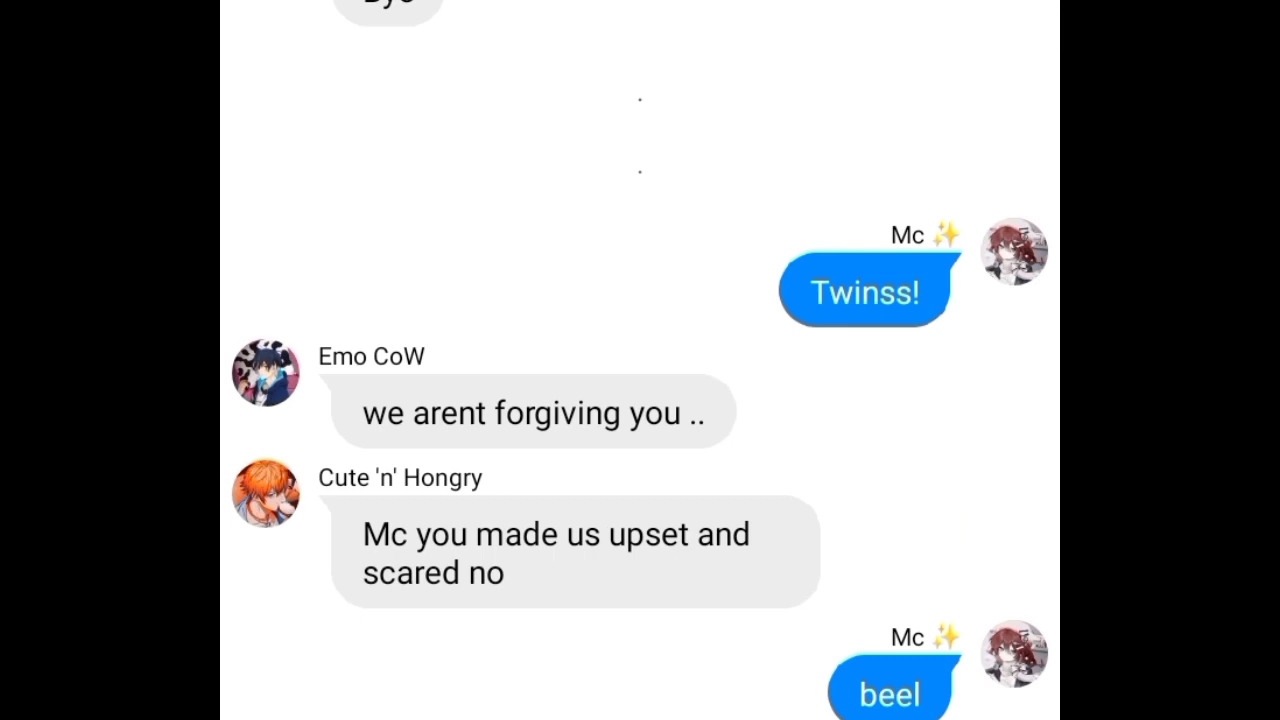 Mc ✨
Twinss!
Emo CoW
we arent forgiving you ..
Cute 'n' Hongry
Mc you made us upset and
scared no
Mc ✨
beel